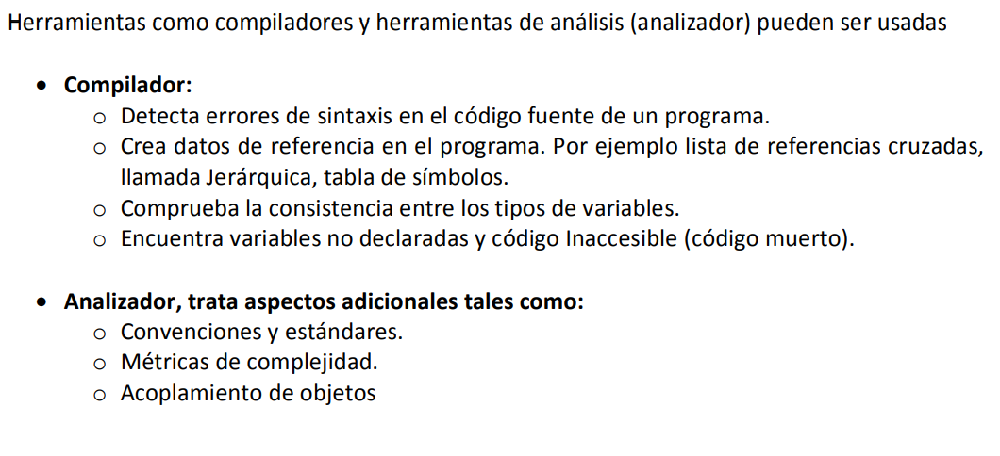 Herramientas como compiladores y herramientas de análisis (analizador) pueden ser usadas
• Compilador:
o Detecta errores de sintaxis en el código fuente de un programa.
o Crea datos de referencia en el programa. Por ejemplo lista de referencias cruzadas,
llamada Jerárquica, tabla de símbolos.
o Comprueba la consistencia entre los tipos de variables.
o Encuentra variables no declaradas y código Inaccesible (código muerto).
• Analizador, trata aspectos adicionales tales como:
o Convenciones y estándares.
o Métricas de complejidad.
o Acoplamiento de objetos